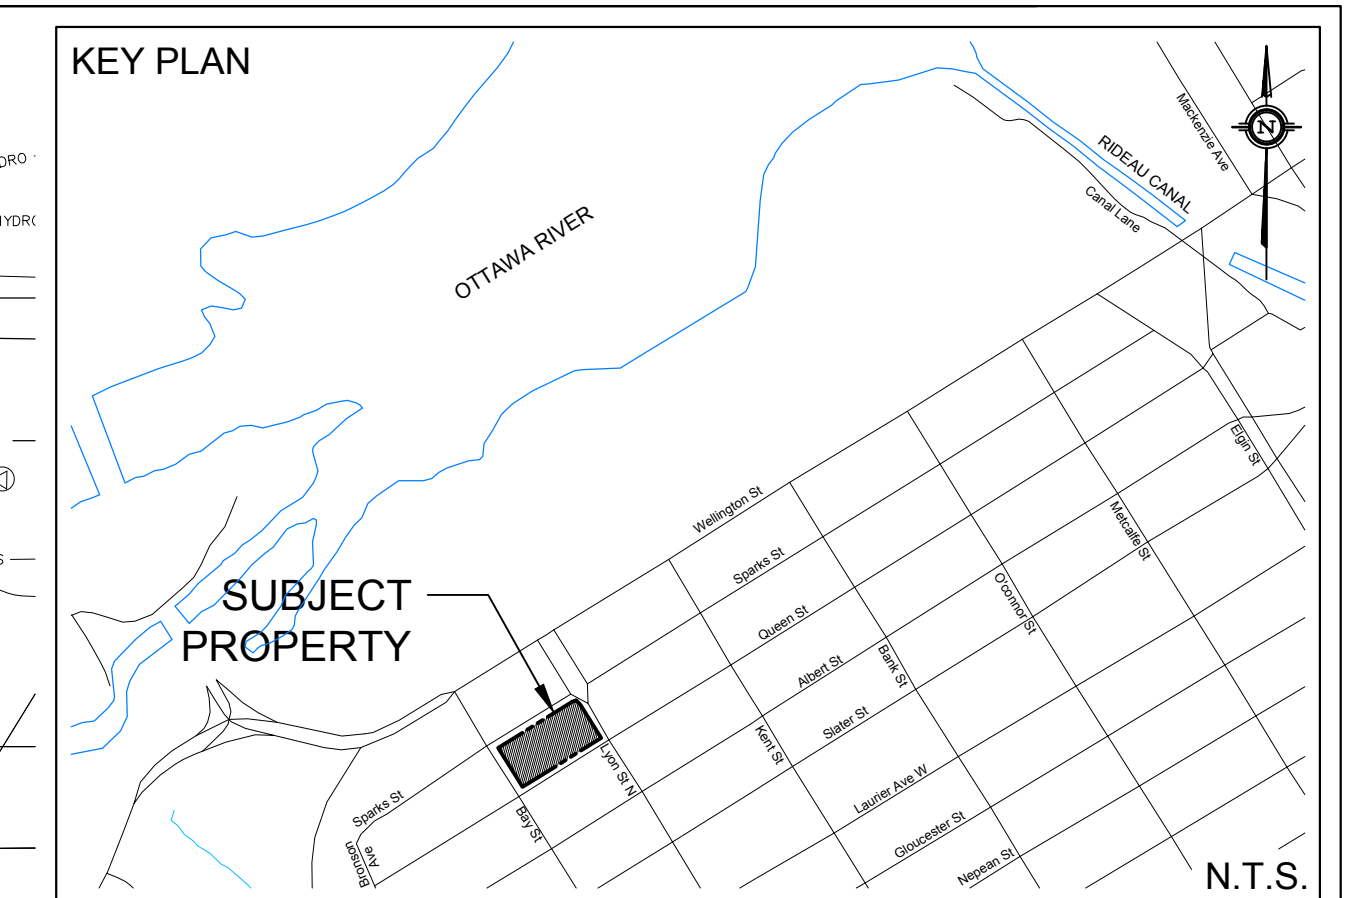 KEY PLAN
N
Mackenzie Ave
RIDEAU CANAL
Canal Lane
DRO
OTTAWA RIVER
Elgin St
Wellington St
Metcalfe St
Sparks St
O'connor St
Queen St
SUBJECT
PROPERTY
Bank St
Albert St
Slater St
Kent St
Lyon St N
Laurier Ave W
Sparks St
Bay St
Gloucester St
Bronson
Ave
Nepean St
N.T.S.